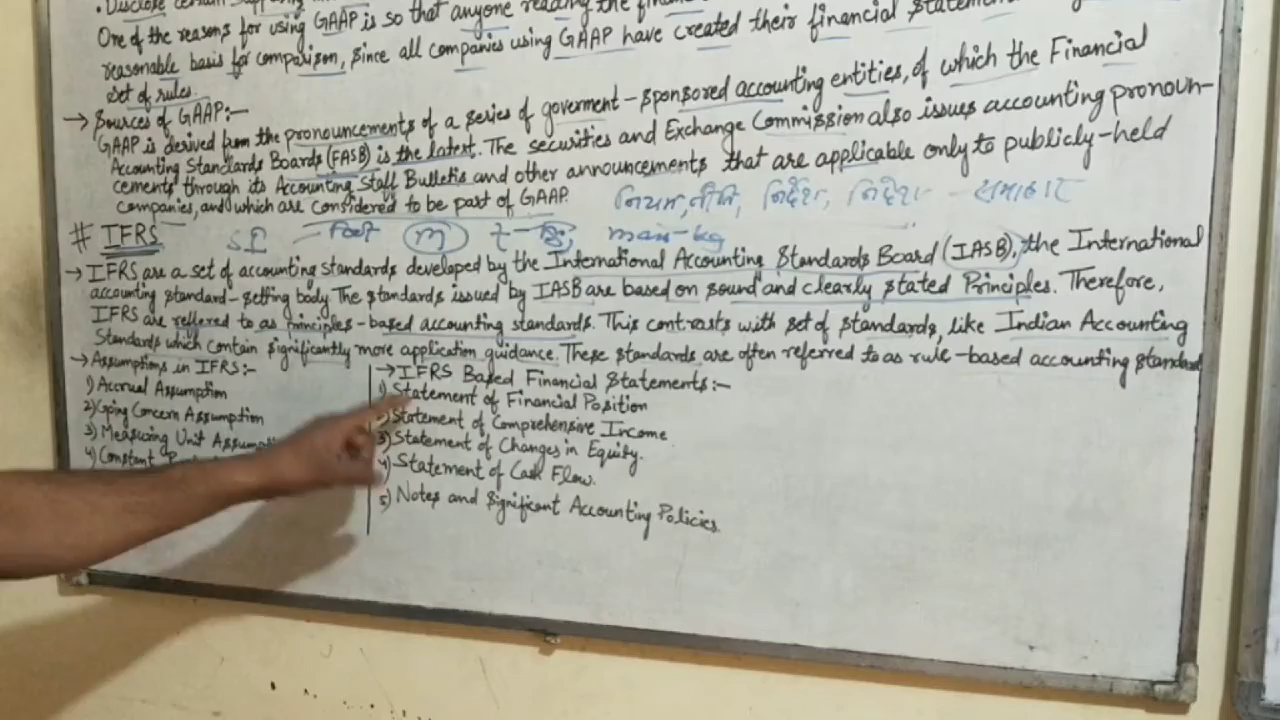 • Disclose certain
One of the reasons for using GAAP is so that anyone reading the
reasonable basis for comparison, since all companies using GAAP have created their financial statements
set of rules.
→ Sources of GAAP:-
GAAP is derived from the pronouncements of a series of goverment-sponsored accounting entities, of which the Financial
Accounting Standards Boards (FASB) is the latest. The securities and Exchange Commission also issues accounting pronoun-
cements through its Accounting Staff Bulletis and other announcements that are applicable only to publicly-held
companies, and which are considered to be part of GAAP.
नियम, नीति, निर्देश, निर्देश
# IFRS
SI
Foot
m
mass-kg
→ IFRS are a set of accounting standards developed by the International Accounting Standards Board (IASB), the International
accounting standard-setting body. The standards issued by IASB are based on sound and clearly stated Principles. Therefore,
IFRS are reffered to as principles-based accounting standards. This contrasts with set of standards, like Indian Accounting
Standards which contain significantly more application guidance. These standards are often referred to as rule-based accounting standard
→ Assumptions in IFRS:-
1) Accrual Assumption
2) Going Concern Assumption
3) Measuring Unit
4) Constant
→ IFRS Based Financial Statements:-
1) Statement of Financial Position
2) Statement of Comprehensive Income
3) Statement of Changes in Equity.
4) Statement of Cash Flow.
5) Notes and Significant Accounting Policies.